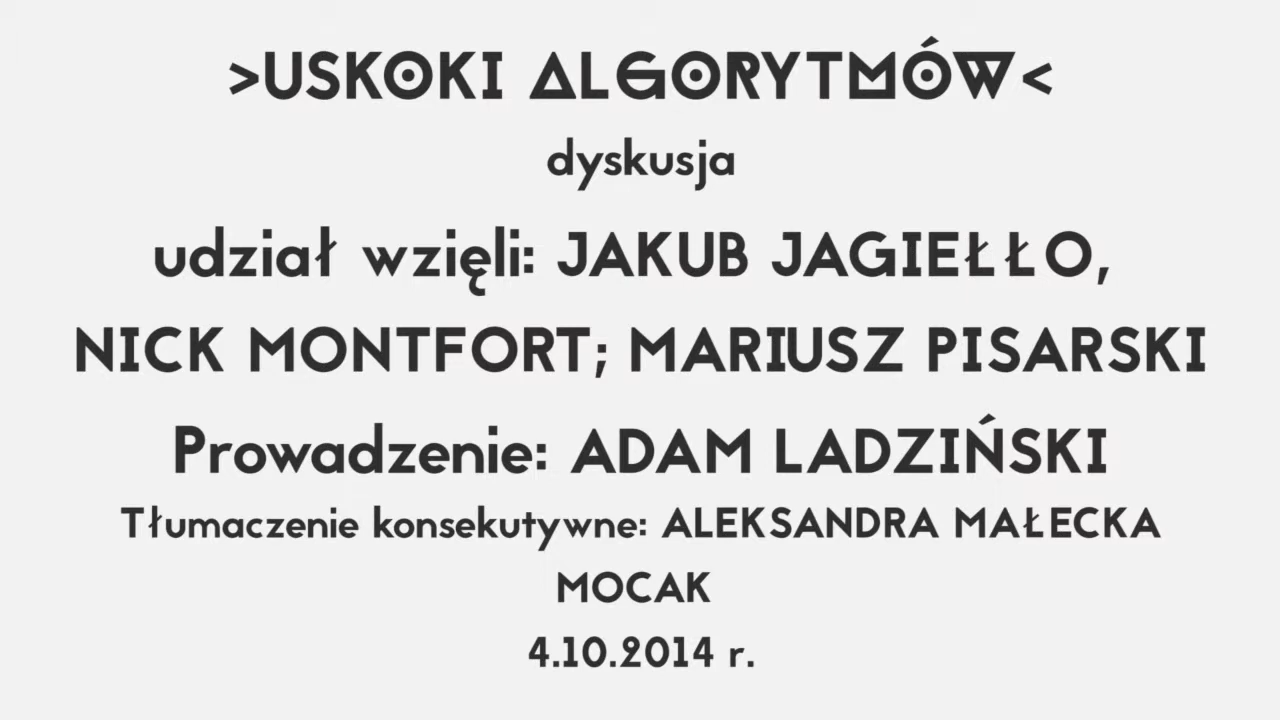 >USKOKI ALGORYTMÓW<
dyskusja
udział wzięli: JAKUB JAGIEŁŁO,
NICK MONTFORT; MARIUSZ PISARSKI
Prowadzenie: ADAM LADZIŃSKI
Tłumaczenie konsekutywne: ALEKSANDRA MAŁECKA
MOCAK
4.10.2014 r.